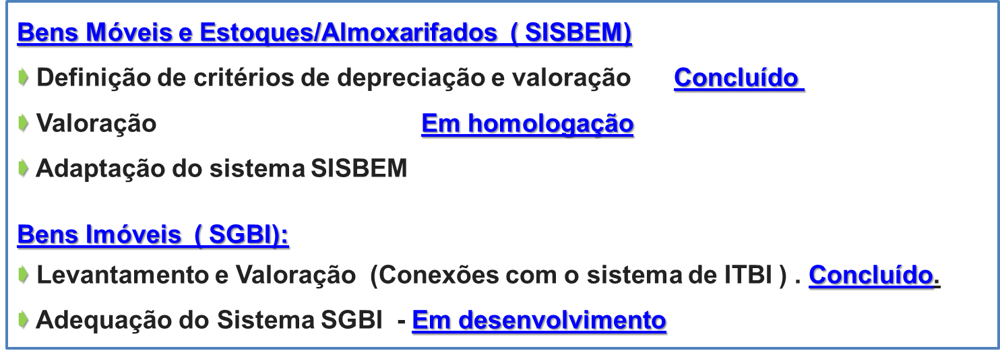 Bens Móveis e Estoques/Almoxarifados ( SISBEM)
Definição de critérios de depreciação e valoração Concluído
Valoração Em homologação
Adaptação do sistema SISBEM
Bens Imóveis ( SGBI):
Levantamento e Valoração (Conexões com o sistema de ITBI ) . Concluído.
Adequação do Sistema SGBI - Em desenvolvimento